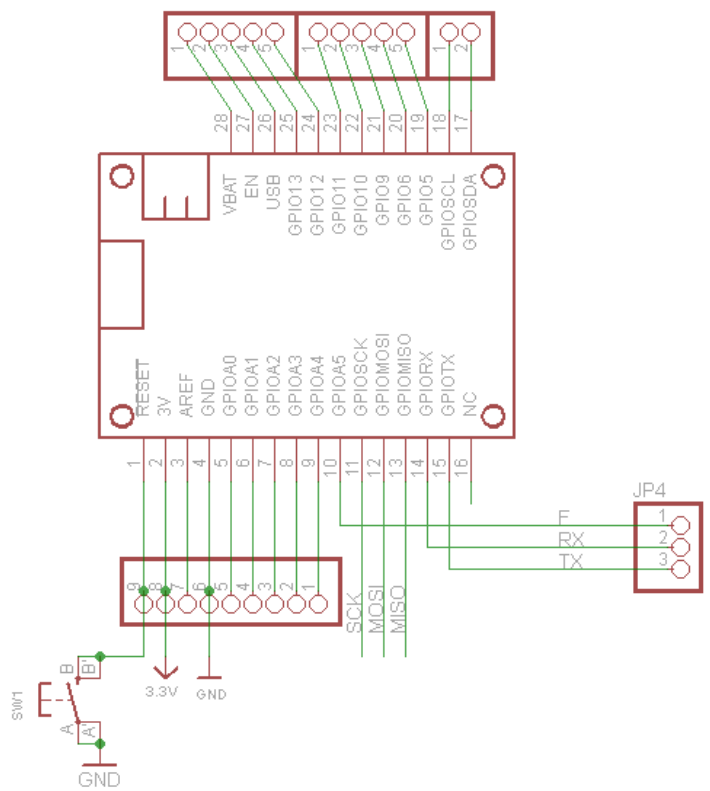 1 2 3 4 5 1 2 3 4 5 1 2
28 27 26 25 24 23 22 21 20 19 18 17
VBAT EN USB GPIO13 GPIO12 GPIO11 GPIO10 GPIO9 GPIO6 GPIO5 GPIOSCL GPIOSDA
RESET 3V AREF GND GPIOA0 GPIOA1 GPIOA2 GPIOA3 GPIOA4 GPIOA5 GPIOSCK GPIOMOSI GPIOMISO GPIORX GPIOTX NC
1 2 3 4 5 6 7 8 9 10 11 12 13 14 15 16
JP4
F 1
RX 2
TX 3
9 8 7 6 5 4 3 2 1
SCK MOSI MISO
B B'
3.3V GND
SW1
A A'
GND